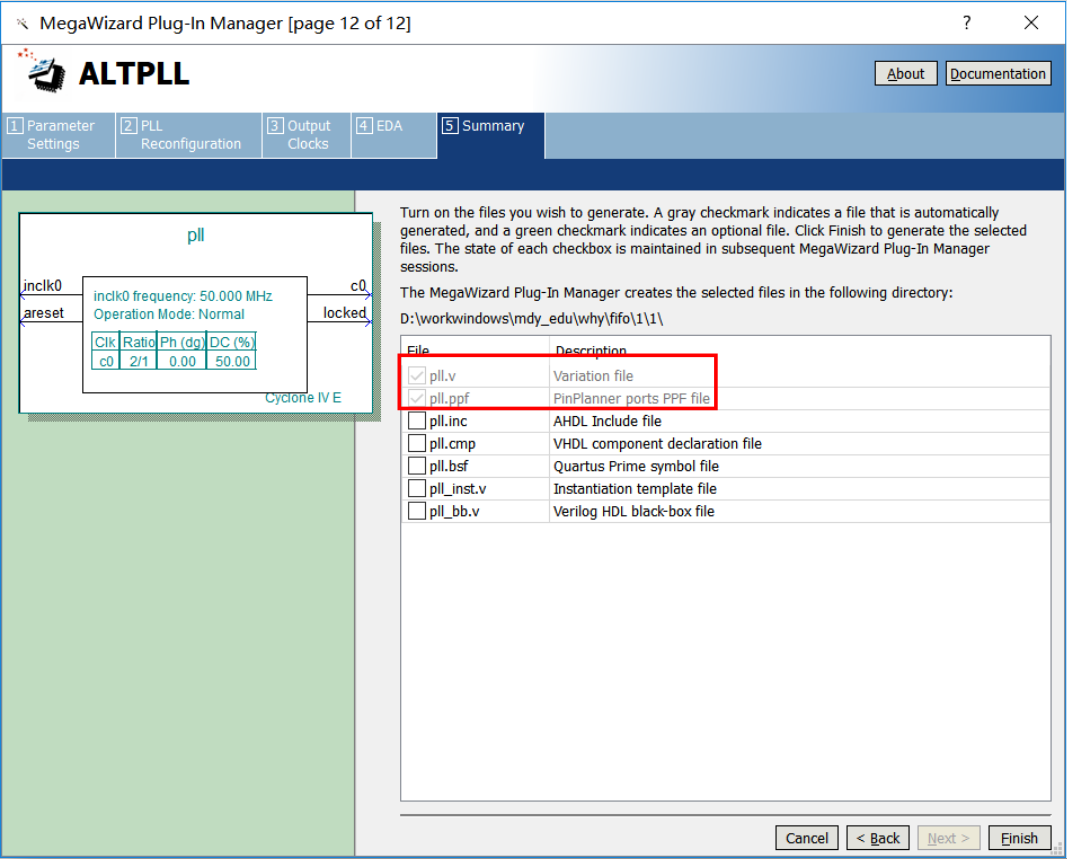 MegaWizard Plug-In Manager [page 12 of 12]
?
ALTPLL
About
Documentation
1 Parameter Settings
2 PLL Reconfiguration
3 Output Clocks
4 EDA
5 Summary
pll
inclk0
c0
areset
locked
inclk0 frequency: 50.000 MHz
Operation Mode: Normal
Clk Ratio Ph (dg) DC (%)
c0 2/1 0.00 50.00
Cyclone IV E
Turn on the files you wish to generate. A gray checkmark indicates a file that is automatically
generated, and a green checkmark indicates an optional file. Click Finish to generate the selected
files. The state of each checkbox is maintained in subsequent MegaWizard Plug-In Manager
sessions.
The MegaWizard Plug-In Manager creates the selected files in the following directory:
D:\workwindows\mdy_edu\why\fifo\1\1\
File Description
pll.v Variation file
pll.ppf PinPlanner ports PPF file
pll.inc AHDL Include file
pll.cmp VHDL component declaration file
pll.bsf Quartus Prime symbol file
pll_inst.v Instantiation template file
pll_bb.v Verilog HDL black-box file
Cancel
< Back
Next >
Finish